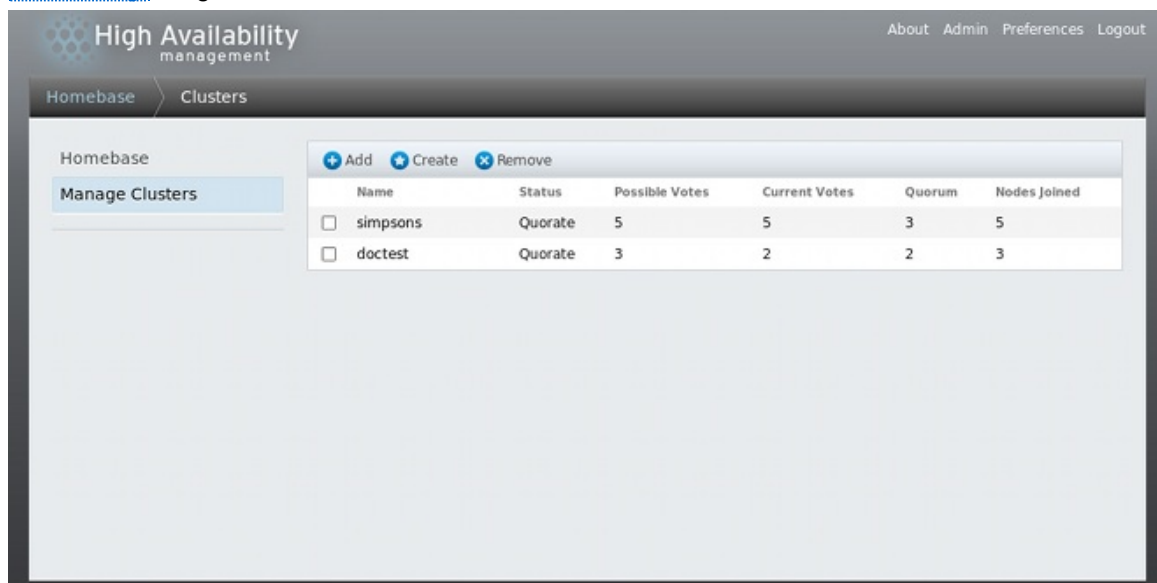 High Availability
management
About Admin Preferences Logout
Homebase Clusters
Homebase
Manage Clusters
Add Create Remove
Name Status Possible Votes Current Votes Quorum Nodes Joined
simpsons Quorate 5 5 3 5
doctest Quorate 3 2 2 3